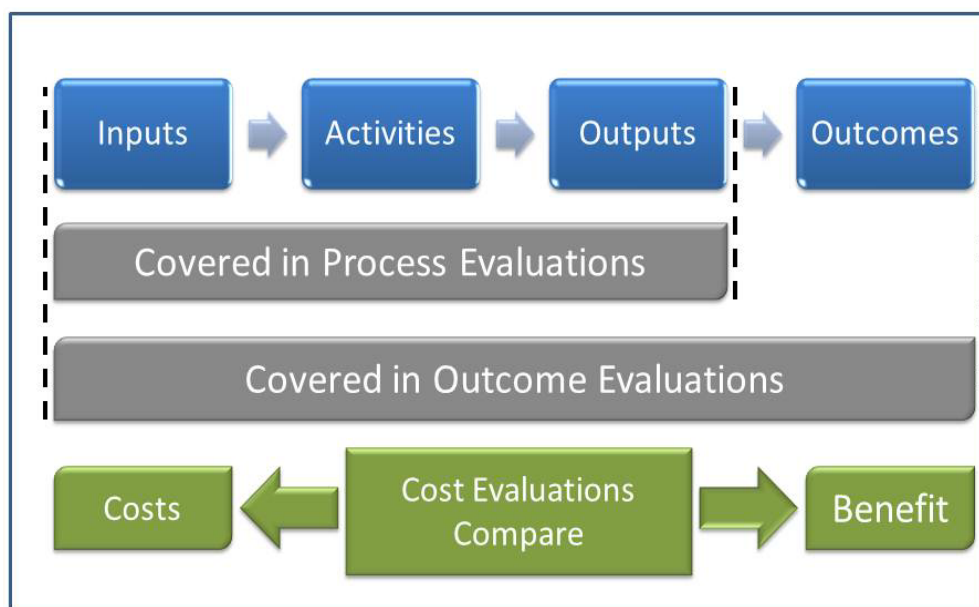 Inputs
Activities
Outputs
Outcomes
Covered in Process Evaluations
Covered in Outcome Evaluations
Costs
Cost Evaluations
Compare
Benefit